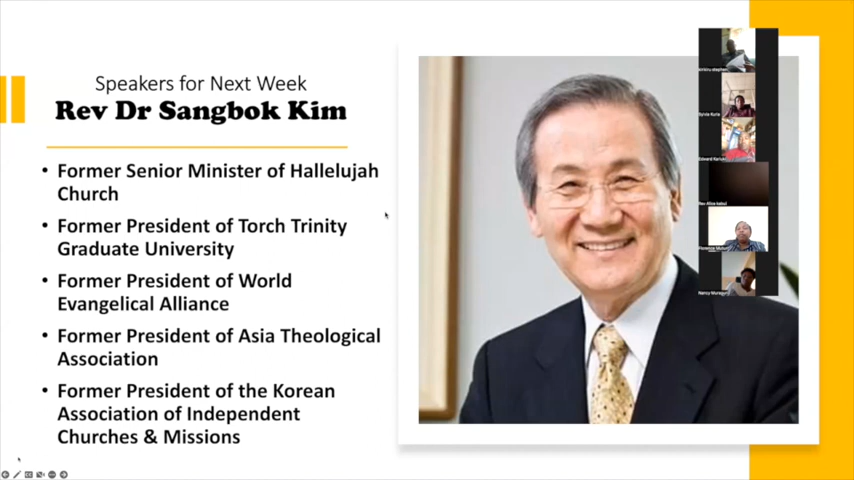 Speakers for Next Week
Rev Dr Sangbok Kim
• Former Senior Minister of Hallelujah
Church
• Former President of Torch Trinity
Graduate University
• Former President of World
Evangelical Alliance
• Former President of Asia Theological
Association
• Former President of the Korean
Association of Independent
Churches & Missions